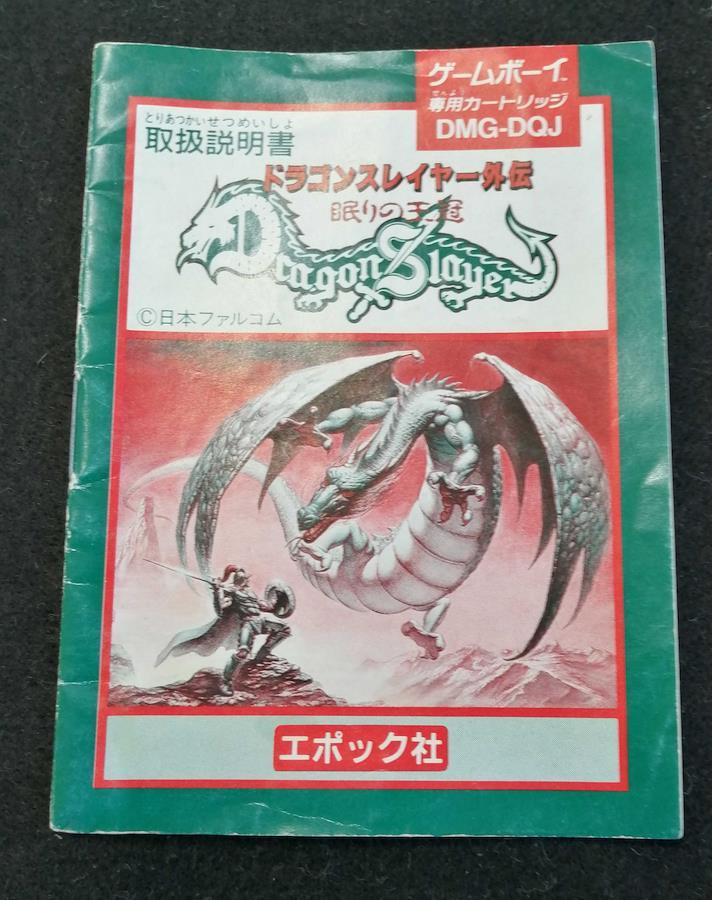 ゲームボーイ™
せんよう
専用カートリッジ
DMG-DQJ
とりあつかいせつめいしょ
取扱説明書
ドラゴンスレイヤー外伝
眠りの王冠
Dragon Slayer
©日本ファルコム
エポック社